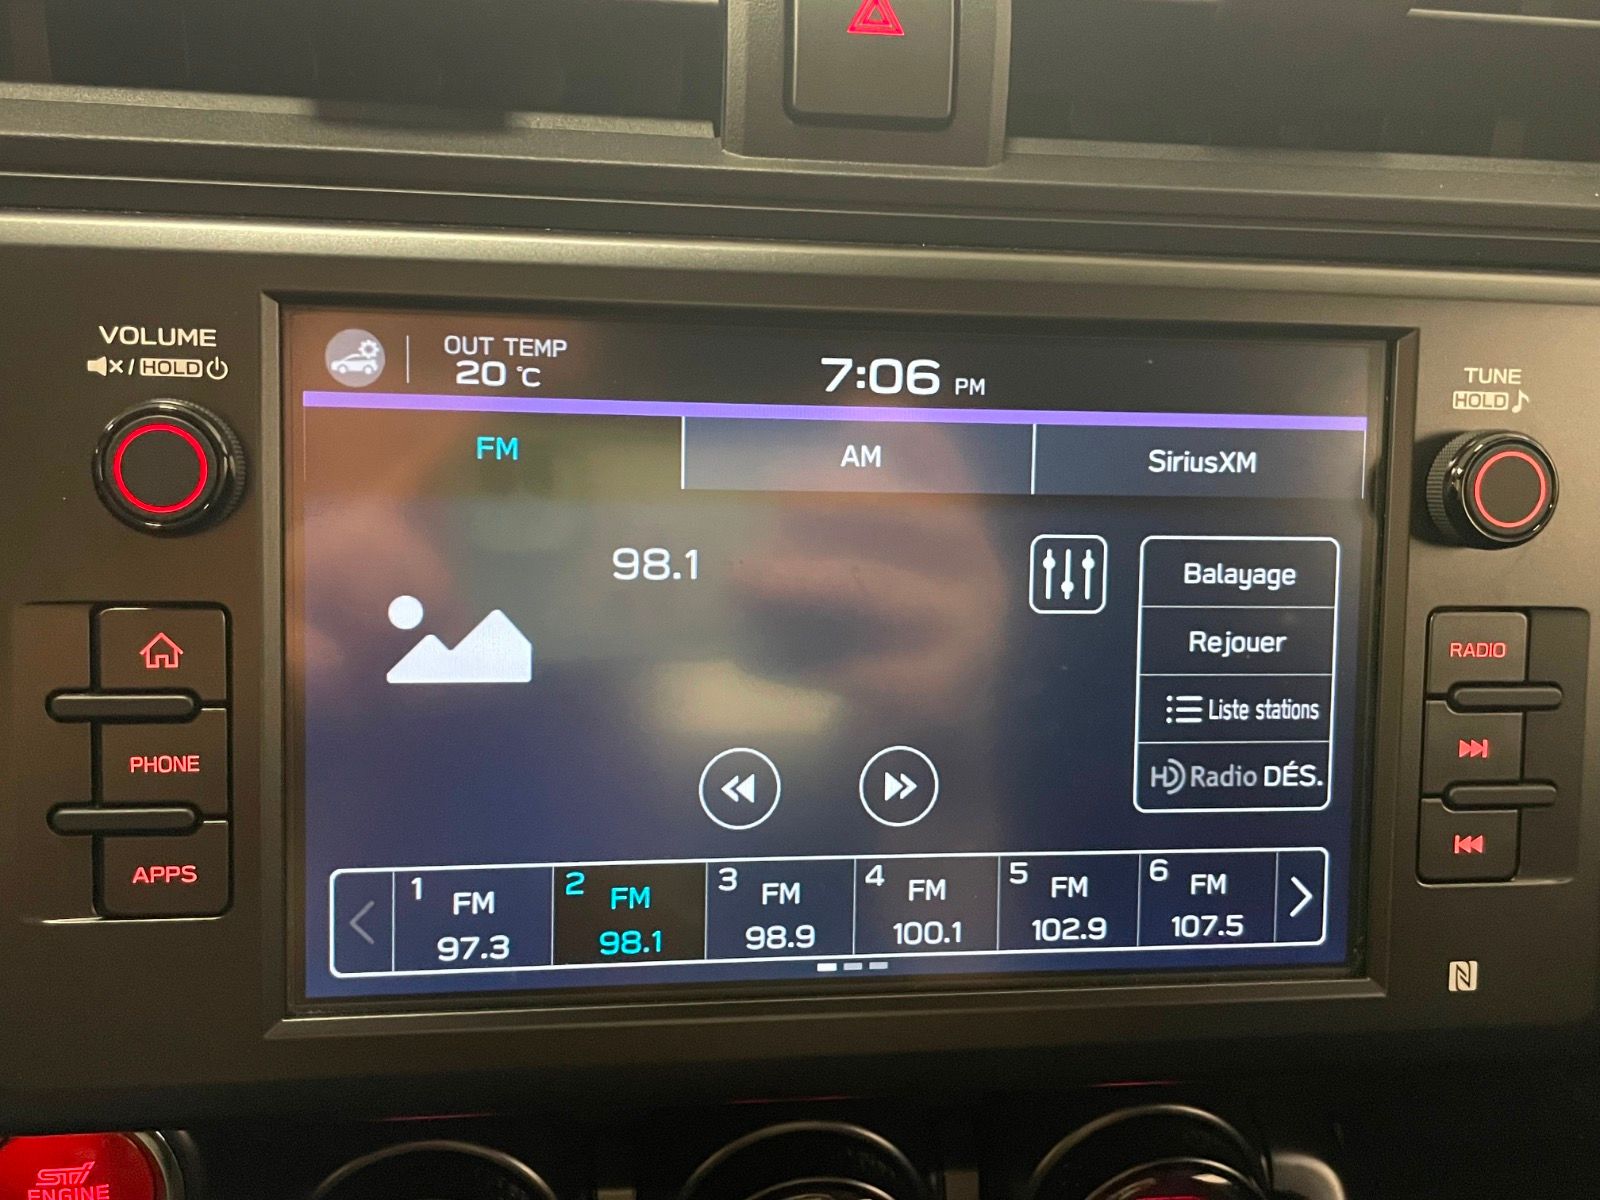 VOLUME
/HOLD
OUT TEMP
20 °C
7:06 PM
TUNE
HOLD
FM
AM
SiriusXM
98.1
Balayage
Rejouer
Liste stations
HD Radio DÉS.
PHONE
APPS
RADIO
1 FM
97.3
2 FM
98.1
3 FM
98.9
4 FM
100.1
5 FM
102.9
6 FM
107.5
STI
ENGINE